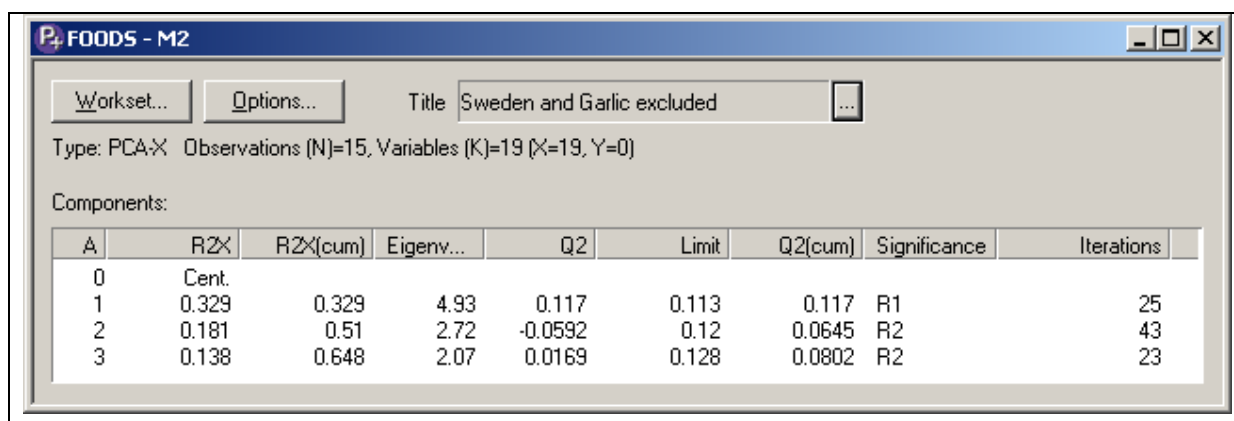 FOODS - M2
Workset... Options... Title Sweden and Garlic excluded ...
Type: PCA-X Observations (N)=15, Variables (K)=19 (X=19, Y=0)
Components:
A R2X R2X(cum) Eigenv... Q2 Limit Q2(cum) Significance Iterations
0 Cent.
1 0.329 0.329 4.93 0.117 0.113 0.117 R1 25
2 0.181 0.51 2.72 -0.0592 0.12 0.0645 R2 43
3 0.138 0.648 2.07 0.0169 0.128 0.0802 R2 23